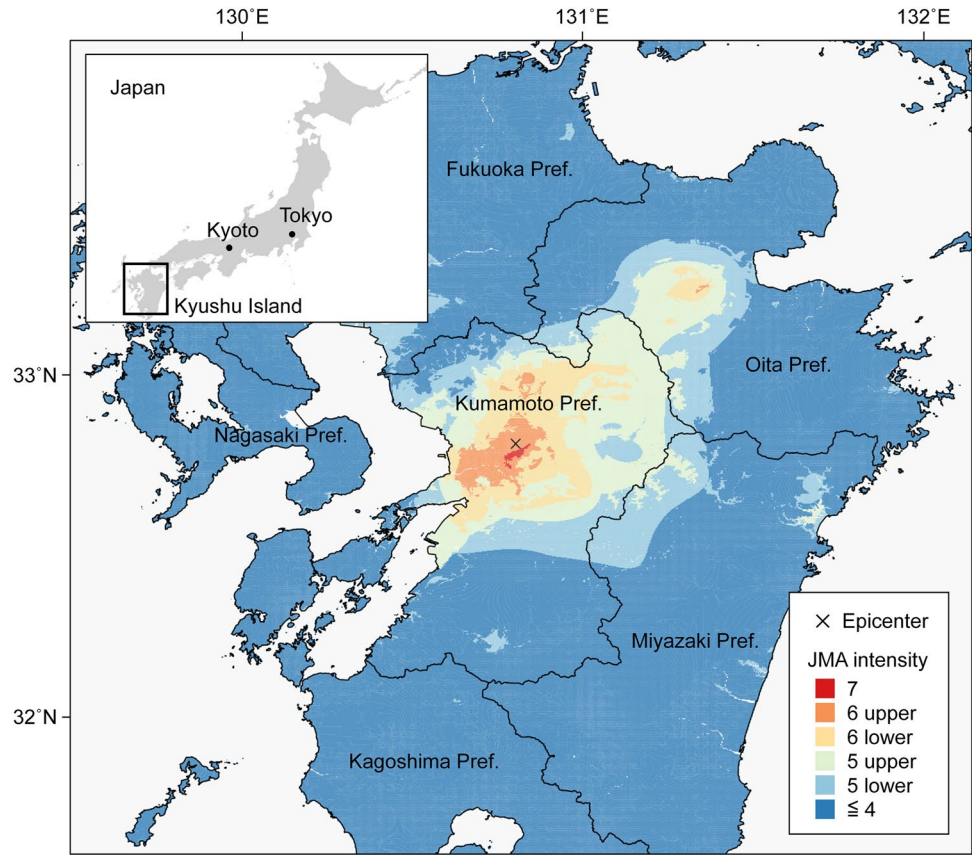 130˚E
131˚E
132˚E
Japan
Fukuoka Pref.
Kyoto
Tokyo
Kyushu Island
33˚N
Oita Pref.
Kumamoto Pref.
Nagasaki Pref.
Epicenter
Miyazaki Pref.
JMA intensity
7
6 upper
32˚N
6 lower
Kagoshima Pref.
5 upper
5 lower
≦ 4